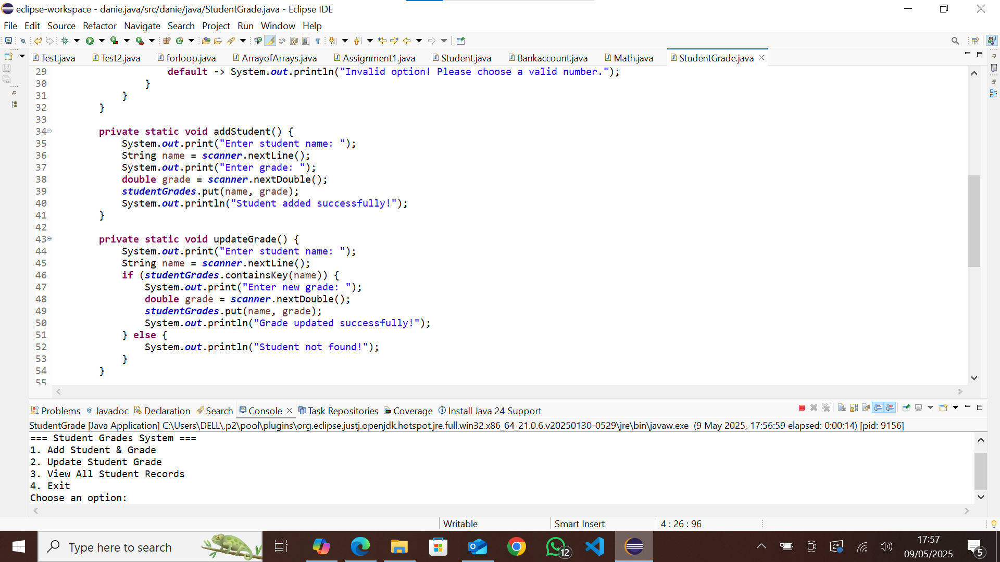 eclipse-workspace - danie.java/src/danie/java/StudentGrade.java - Eclipse IDE
File Edit Source Refactor Navigate Search Project Run Window Help
Test.java Test2.java forloop.java ArrayofArrays.java Assignment1.java Student.java Bankaccount.java Math.java StudentGrade.java
29 default -> System.out.println("Invalid option! Please choose a valid number.");
30 }
31 }
32 }
33
34 private static void addStudent() {
35 System.out.print("Enter student name: ");
36 String name = scanner.nextLine();
37 System.out.print("Enter grade: ");
38 double grade = scanner.nextDouble();
39 studentGrades.put(name, grade);
40 System.out.println("Student added successfully!");
41 }
42
43 private static void updateGrade() {
44 System.out.print("Enter student name: ");
45 String name = scanner.nextLine();
46 if (studentGrades.containsKey(name)) {
47 System.out.print("Enter new grade: ");
48 double grade = scanner.nextDouble();
49 studentGrades.put(name, grade);
50 System.out.println("Grade updated successfully!");
51 } else {
52 System.out.println("Student not found!");
53 }
54 }
55
Problems @ Javadoc Declaration Search Console Task Repositories Coverage Install Java 24 Support
StudentGrade [Java Application] C:\Users\DELL\.p2\pool\plugins\org.eclipse.justj.openjdk.hotspot.jre.full.win32.x86_64_21.0.6.v20250130-0529\jre\bin\javaw.exe (9 May 2025, 17:56:59 elapsed: 0:00:14) [pid: 9156]
=== Student Grades System ===
1. Add Student & Grade
2. Update Student Grade
3. View All Student Records
4. Exit
Choose an option:
Writable Smart Insert 4 : 26 : 96
Type here to search
12
17:57
09/05/2025
5